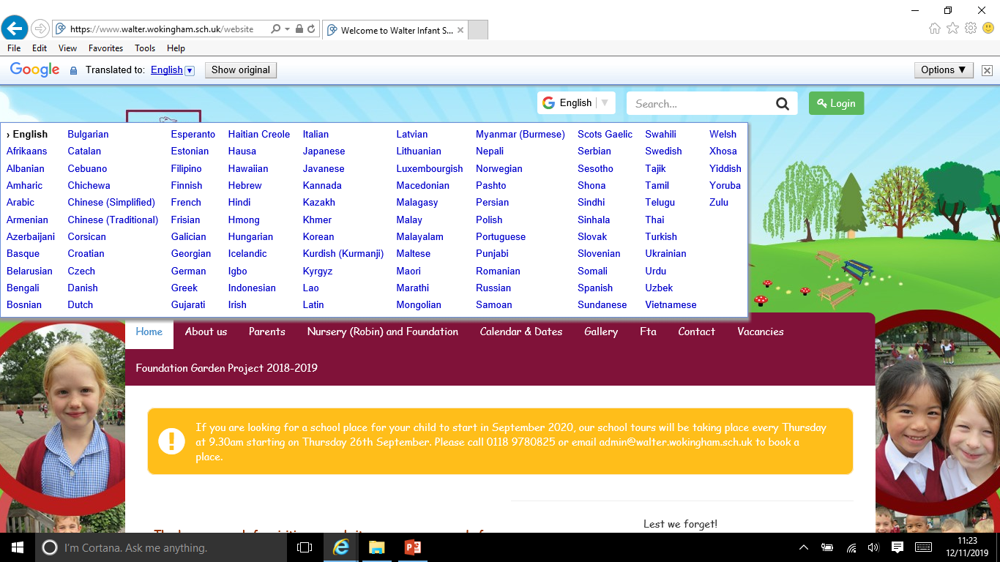 https://www.walter.wokingham.sch.uk/website
Welcome to Walter Infant S...
File Edit View Favorites Tools Help
Google Translated to: English Show original Options ▼
English Search... Login
› English Bulgarian Esperanto Haitian Creole Italian Latvian Myanmar (Burmese) Scots Gaelic Swahili Welsh
Afrikaans Catalan Estonian Hausa Japanese Lithuanian Nepali Serbian Swedish Xhosa
Albanian Cebuano Filipino Hawaiian Javanese Luxembourgish Norwegian Sesotho Tajik Yiddish
Amharic Chichewa Finnish Hebrew Kannada Macedonian Pashto Shona Tamil Yoruba
Arabic Chinese (Simplified) French Hindi Kazakh Malagasy Persian Sindhi Telugu Zulu
Armenian Chinese (Traditional) Frisian Hmong Khmer Malay Polish Sinhala Thai
Azerbaijani Corsican Galician Hungarian Korean Malayalam Portuguese Slovak Turkish
Basque Croatian Georgian Icelandic Kurdish (Kurmanji) Maltese Punjabi Slovenian Ukrainian
Belarusian Czech German Igbo Kyrgyz Maori Romanian Somali Urdu
Bengali Danish Greek Indonesian Lao Marathi Russian Spanish Uzbek
Bosnian Dutch Gujarati Irish Latin Mongolian Samoan Sundanese Vietnamese
Home About us Parents Nursery (Robin) and Foundation Calendar & Dates Gallery Fta Contact Vacancies
Foundation Garden Project 2018-2019
If you are looking for a school place for your child to start in September 2020, our school tours will be taking place every Thursday
at 9.30am starting on Thursday 26th September. Please call 0118 9780825 or email admin@walter.wokingham.sch.uk to book a
place.
Lest we forget!
I'm Cortana. Ask me anything.
11:23
12/11/2019